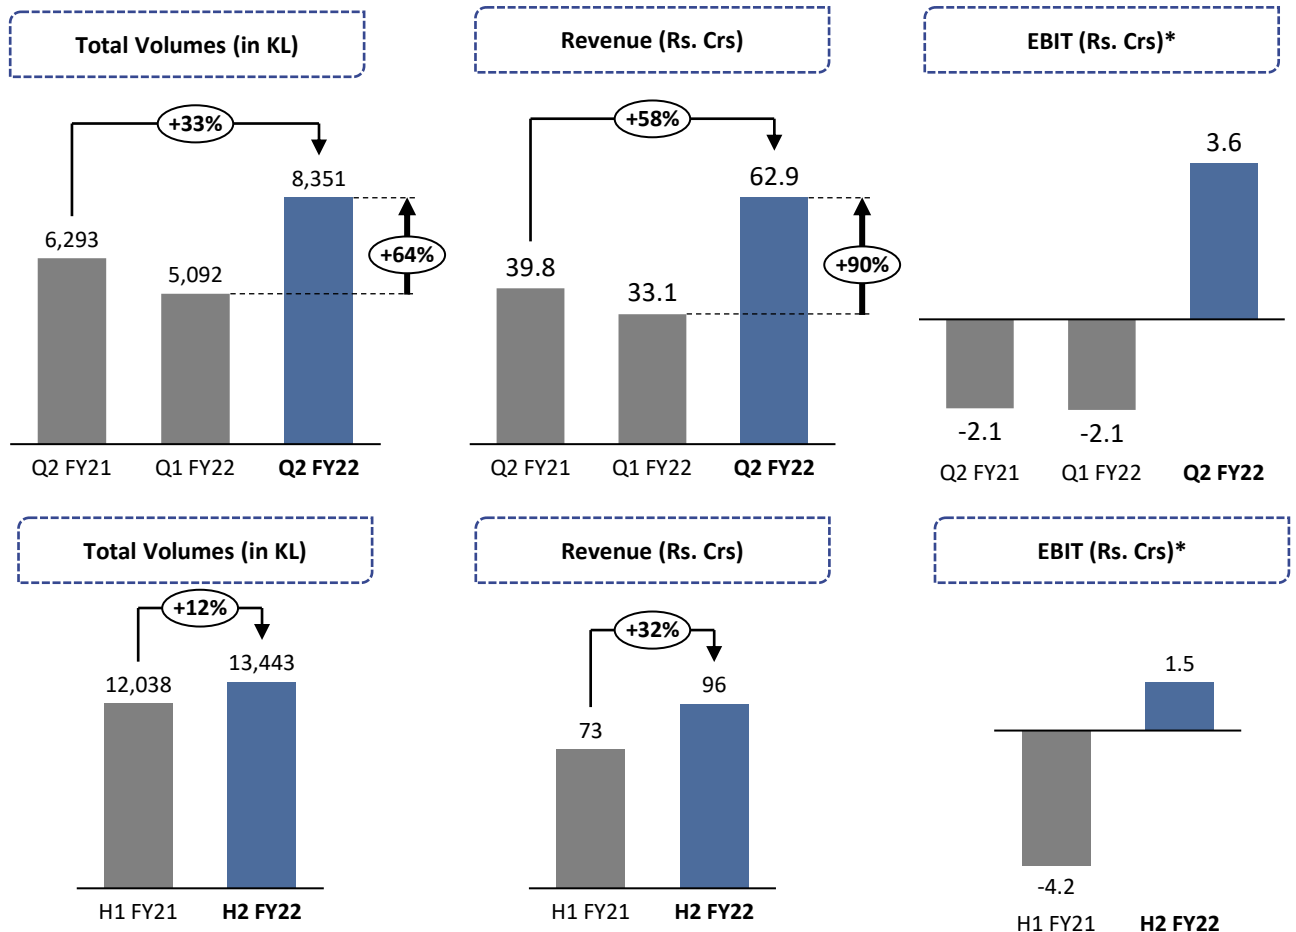 Total Volumes (in KL)
+33%
8,351
6,293
5,092
+64%
Q2 FY21 Q1 FY22 Q2 FY22
Revenue (Rs. Crs)
+58%
62.9
39.8
33.1
+90%
Q2 FY21 Q1 FY22 Q2 FY22
EBIT (Rs. Crs)*
3.6
-2.1 -2.1
Q2 FY21 Q1 FY22 Q2 FY22
Total Volumes (in KL)
+12%
12,038 13,443
H1 FY21 H2 FY22
Revenue (Rs. Crs)
+32%
96
73
H1 FY21 H2 FY22
EBIT (Rs. Crs)*
1.5
-4.2
H1 FY21 H2 FY22